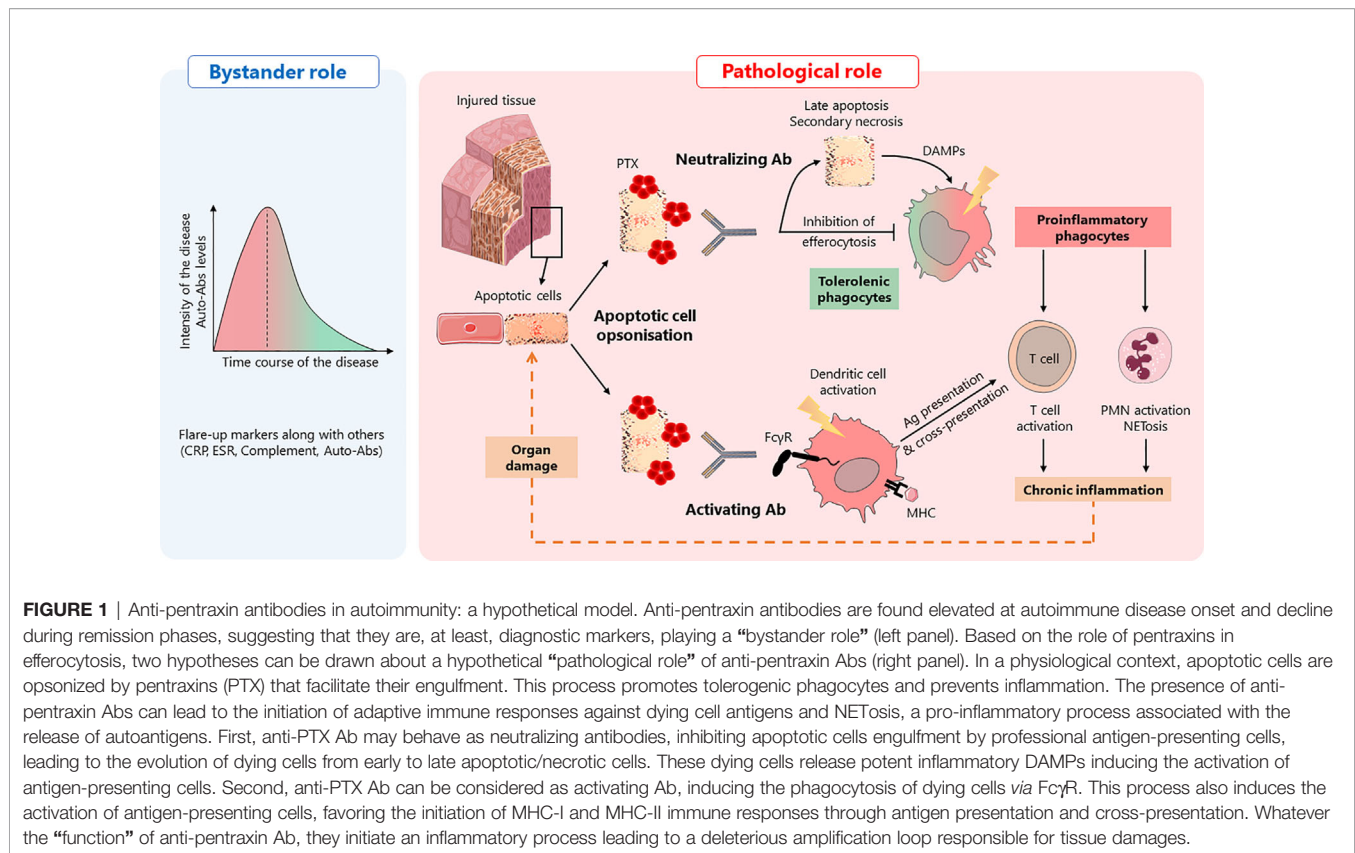 Bystander role
Intensity of the disease
Auto-Abs levels
Time course of the disease
Flare-up markers along with others
(CRP, ESR, Complement, Auto-Abs)
Pathological role
Injured tissue
Apoptotic cells
Apoptotic cell
opsonisation
PTX
Neutralizing Ab
Late apoptosis
Secondary necrosis
DAMPs
Inhibition of
efferocytosis
Tolerolenic
phagocytes
Proinflammatory
phagocytes
T cell
T cell
activation
PMN activation
NETosis
Chronic inflammation
Organ
damage
Activating Ab
FcγR
Dendritic cell
activation
MHC
Ag presentation
& cross-presentation
FIGURE 1 | Anti-pentraxin antibodies in autoimmunity: a hypothetical model. Anti-pentraxin antibodies are found elevated at autoimmune disease onset and decline
during remission phases, suggesting that they are, at least, diagnostic markers, playing a “bystander role” (left panel). Based on the role of pentraxins in
efferocytosis, two hypotheses can be drawn about a hypothetical “pathological role” of anti-pentraxin Abs (right panel). In a physiological context, apoptotic cells are
opsonized by pentraxins (PTX) that facilitate their engulfment. This process promotes tolerogenic phagocytes and prevents inflammation. The presence of anti-
pentraxin Abs can lead to the initiation of adaptive immune responses against dying cell antigens and NETosis, a pro-inflammatory process associated with the
release of autoantigens. First, anti-PTX Ab may behave as neutralizing antibodies, inhibiting apoptotic cells engulfment by professional antigen-presenting cells,
leading to the evolution of dying cells from early to late apoptotic/necrotic cells. These dying cells release potent inflammatory DAMPs inducing the activation of
antigen-presenting cells. Second, anti-PTX Ab can be considered as activating Ab, inducing the phagocytosis of dying cells via FcγR. This process also induces the
activation of antigen-presenting cells, favoring the initiation of MHC-I and MHC-II immune responses through antigen presentation and cross-presentation. Whatever
the “function” of anti-pentraxin Ab, they initiate an inflammatory process leading to a deleterious amplification loop responsible for tissue damages.